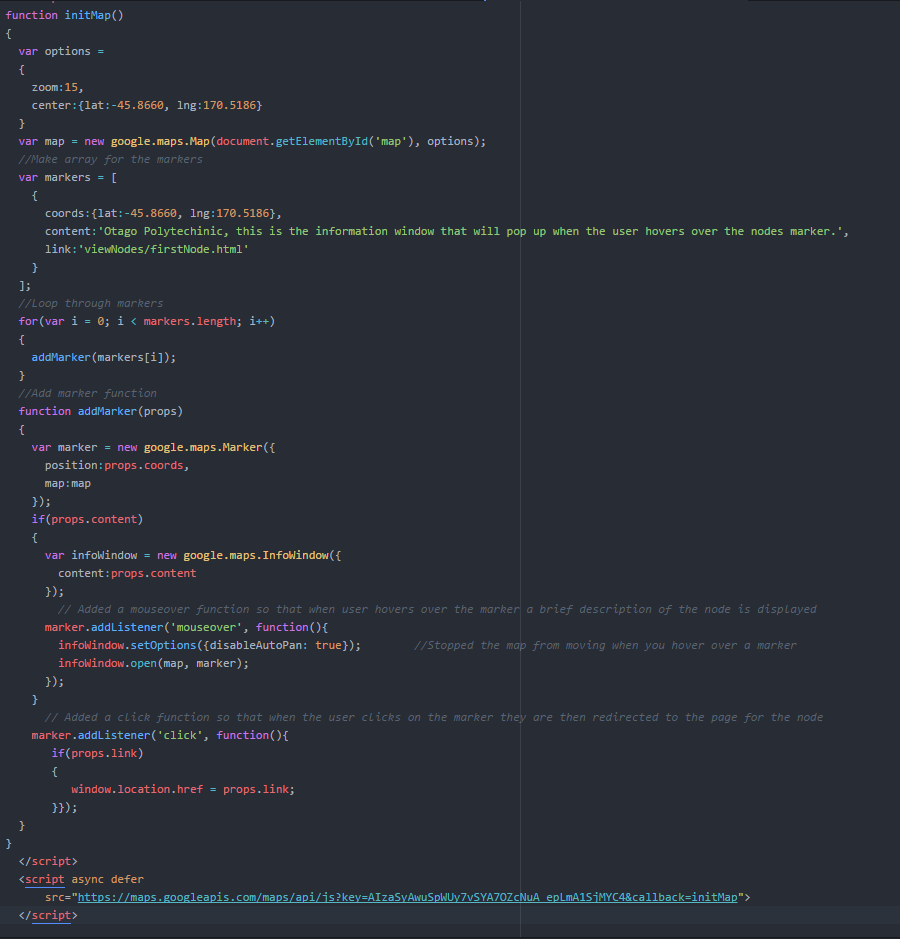 function initMap()
{
var options =
{
zoom:15,
center:{lat:-45.8660, lng:170.5186}
}
var map = new google.maps.Map(document.getElementById('map'), options);
//Make array for the markers
var markers = [
{
coords:{lat:-45.8660, lng:170.5186},
content:'Otago Polytechinic, this is the information window that will pop up when the user hovers over the nodes marker.',
link:'viewNodes/firstNode.html'
}
];
//Loop through markers
for(var i = 0; i < markers.length; i++)
{
addMarker(markers[i]);
}
//Add marker function
function addMarker(props)
{
var marker = new google.maps.Marker({
position:props.coords,
map:map
});
if(props.content)
{
var infoWindow = new google.maps.InfoWindow({
content:props.content
});
// Added a mouseover function so that when user hovers over the marker a brief description of the node is displayed
marker.addListener('mouseover', function(){
infoWindow.setOptions({disableAutoPan: true}); //Stopped the map from moving when you hover over a marker
infoWindow.open(map, marker);
});
}
// Added a click function so that when the user clicks on the marker they are then redirected to the page for the node
marker.addListener('click', function(){
if(props.link)
{
window.location.href = props.link;
}});
}
}
</script>
<script async defer
src="https://maps.googleapis.com/maps/api/js?key=AIzaSyAwuSpWUy7vSYA7OZcNuA_epLmA1SjMYC4&callback=initMap">
</script>